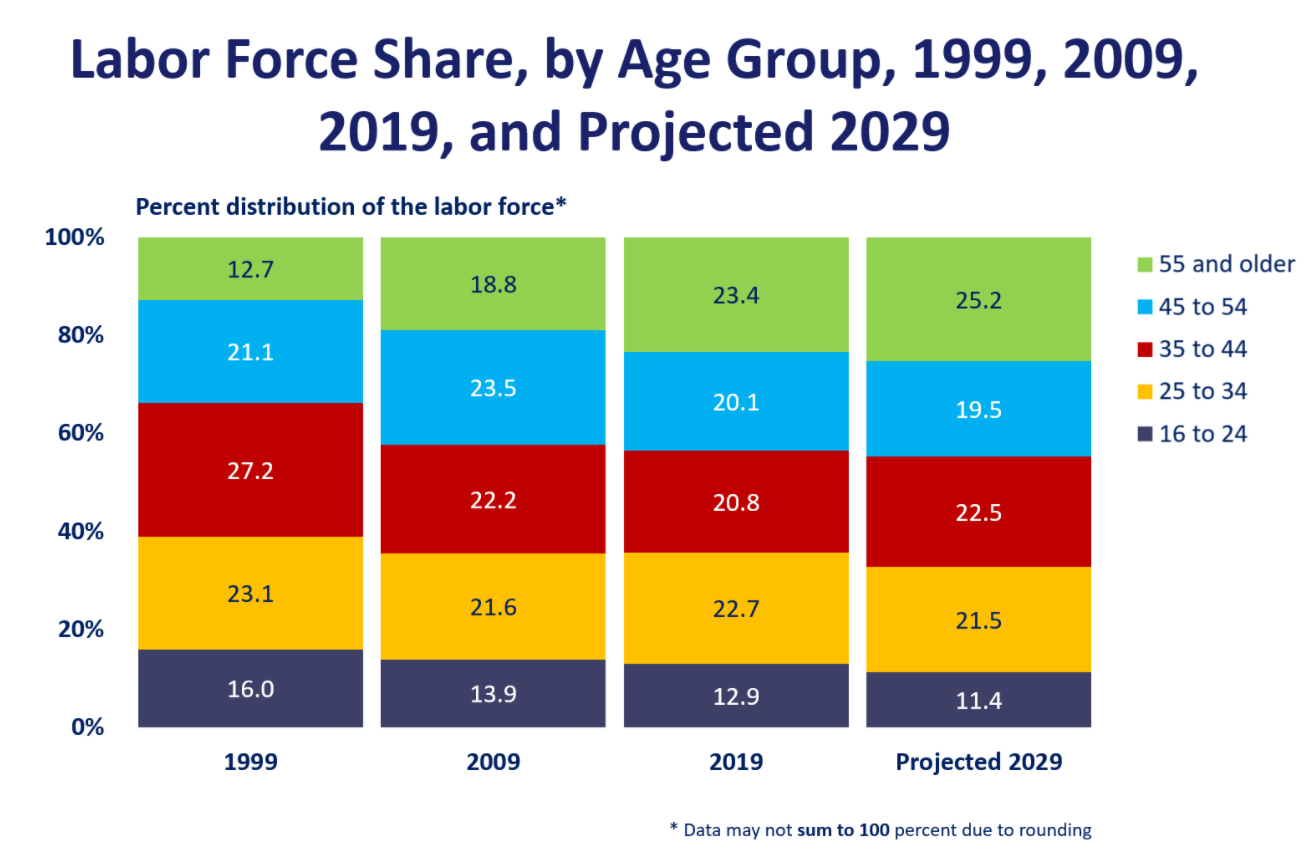 Labor Force Share, by Age Group, 1999, 2009,
2019, and Projected 2029
Percent distribution of the labor force*
100%
80%
60%
40%
20%
0%
12.7
21.1
27.2
23.1
16.0
18.8
23.5
22.2
21.6
13.9
23.4
20.1
20.8
22.7
12.9
25.2
19.5
22.5
21.5
11.4
55 and older
45 to 54
35 to 44
25 to 34
16 to 24
1999
2009
2019
Projected 2029
* Data may not sum to 100 percent due to rounding